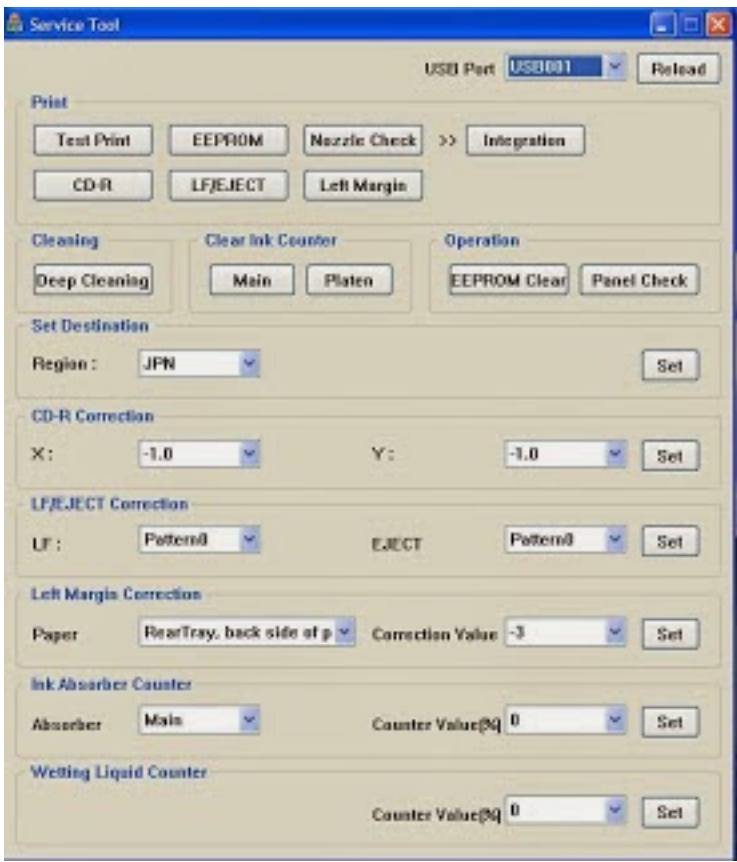 Service Tool
USB Port USB001 Reload
Print
Test Print EEPROM Nozzle Check >> Integration
CD-R LF/EJECT Left Margin
Cleaning Clear Ink Counter Operation
Deep Cleaning Main Platen EEPROM Clear Panel Check
Set Destination
Region : JPN Set
CD-R Correction
X : -1.0 Y : -1.0 Set
LF/EJECT Correction
LF : Pattern0 EJECT Pattern0 Set
Left Margin Correction
Paper RearTray, back side of p Correction Value -3 Set
Ink Absorber Counter
Absorber Main Counter Value(%) 0 Set
Wetting Liquid Counter
Counter Value(%) 0 Set